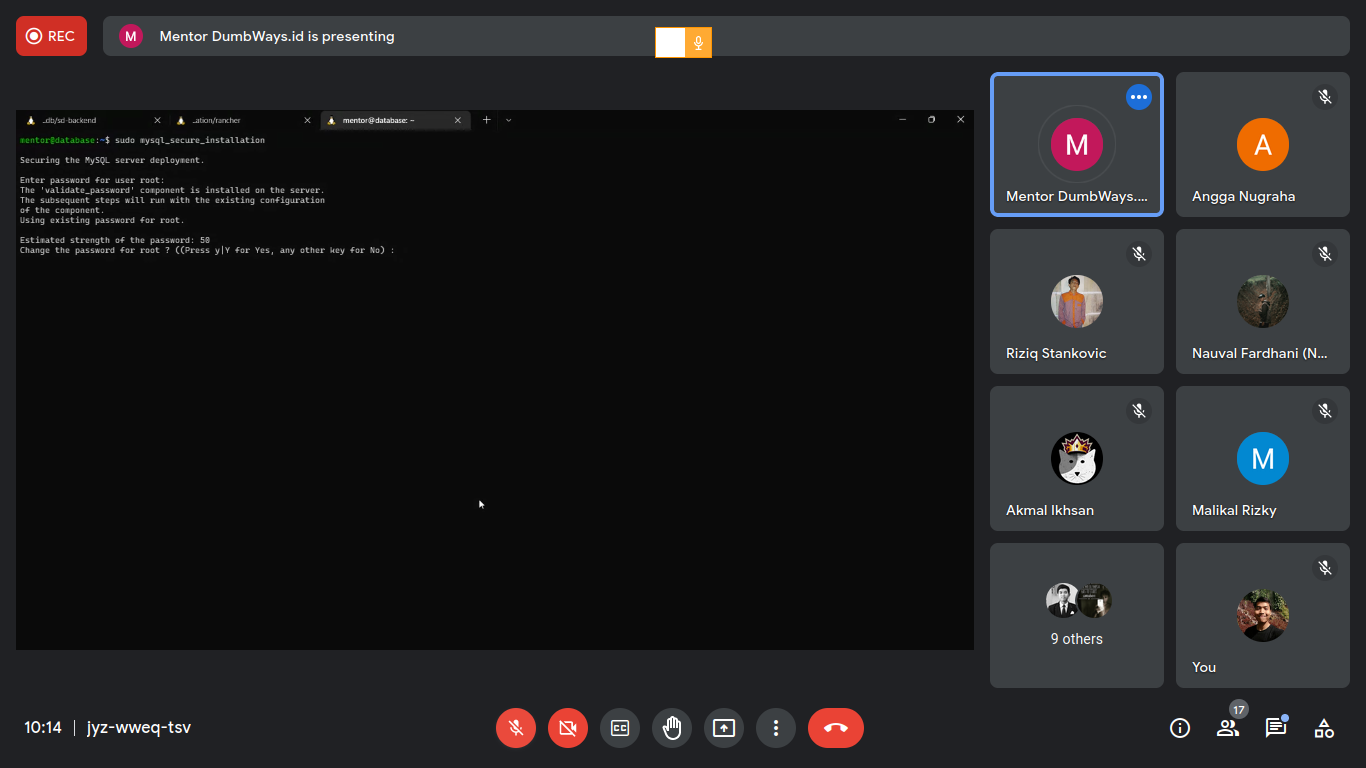 REC
M
Mentor DumbWays.id is presenting
..db/sd-backend
..ation/rancher
mentor@database: ~
mentor@database:~$ sudo mysql_secure_installation
Securing the MySQL server deployment.
Enter password for user root:
The 'validate_password' component is installed on the server.
The subsequent steps will run with the existing configuration
of the component.
Using existing password for root.
Estimated strength of the password: 50
Change the password for root ? ((Press y|Y for Yes, any other key for No) :
M
Mentor DumbWays....
A
Angga Nugraha
Riziq Stankovic
Nauval Fardhani (N...
Akmal Ikhsan
M
Malikal Rizky
9 others
You
10:14 | jyz-wweq-tsv
CC
17